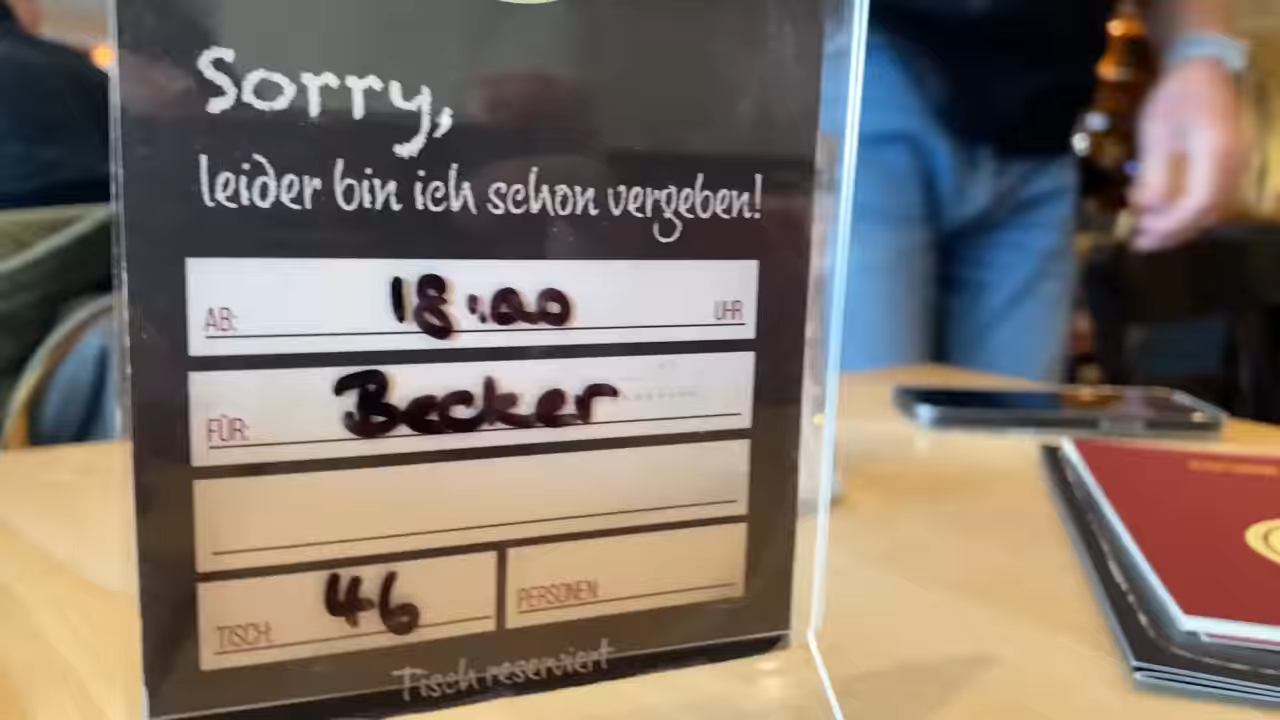 Sorry,
leider bin ich schon vergeben!
AB: 18:00 UHR
FÜR: Becker
TISCH: 46 PERSONEN:
Tisch reserviert